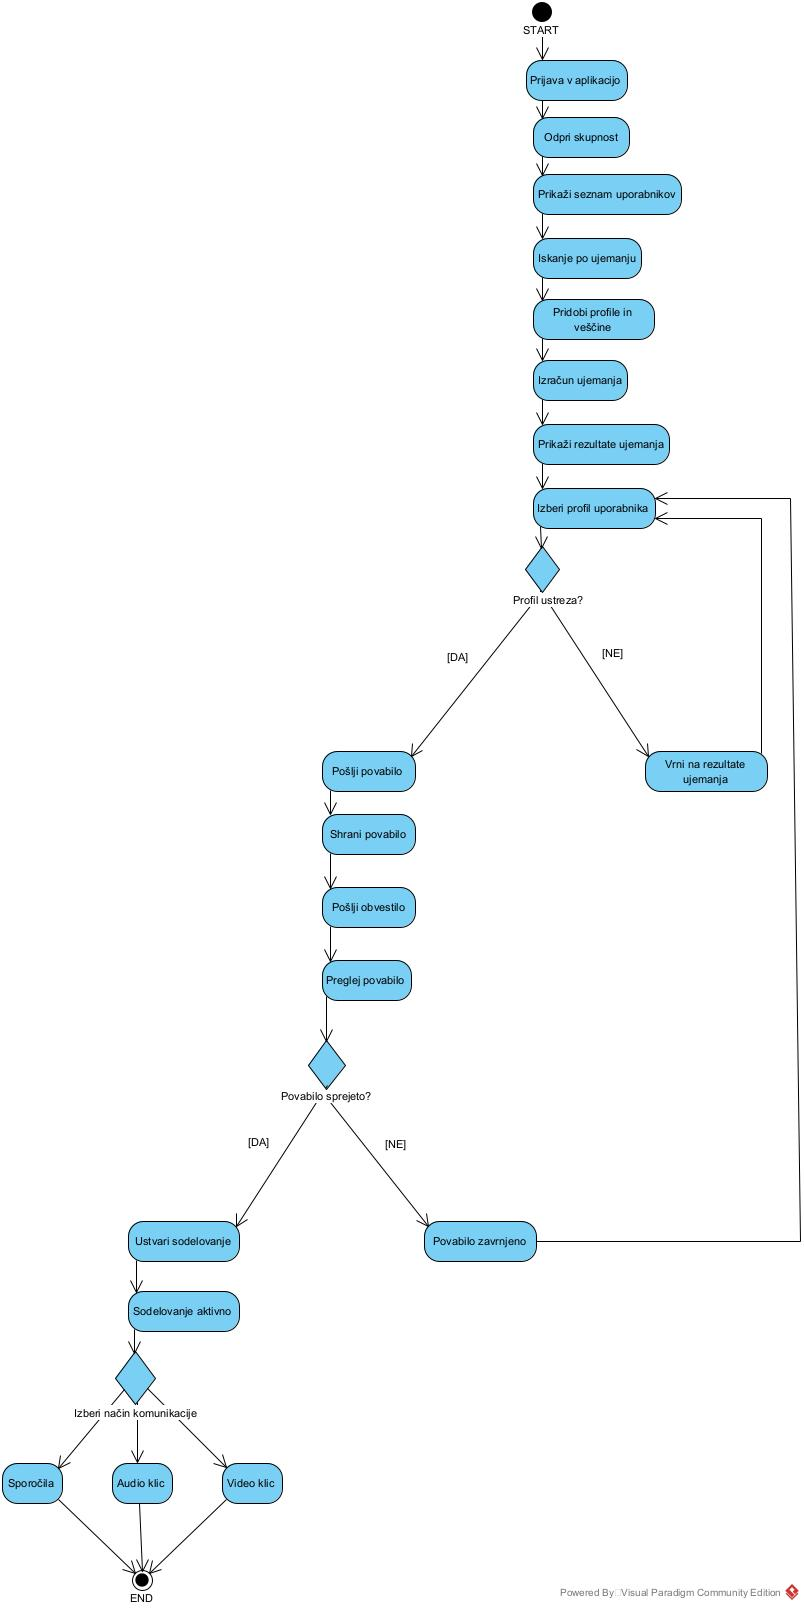 START
Prijava v aplikacijo
Odpri skupnost
Prikaži seznam uporabnikov
Iskanje po ujemanju
Pridobi profile in
veščine
Izračun ujemanja
Prikaži rezultate ujemanja
Izberi profil uporabnika
Profil ustreza?
[DA]
[NE]
Pošlji povabilo
Vrni na rezultate
ujemanja
Shrani povabilo
Pošlji obvestilo
Preglej povabilo
Povabilo sprejeto?
[DA]
[NE]
Ustvari sodelovanje
Povabilo zavrnjeno
Sodelovanje aktivno
Izberi način komunikacije
Sporočila
Audio klic
Video klic
END
Powered By Visual Paradigm Community Edition